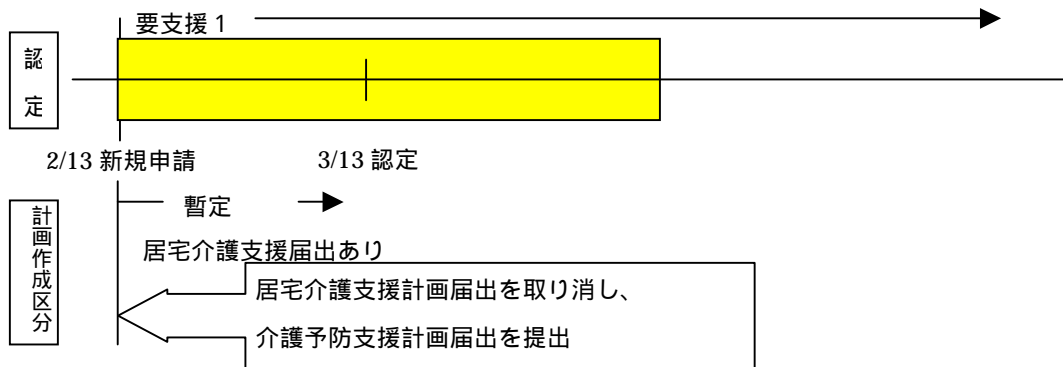 要支援1
認定
2/13 新規申請
3/13 認定
暫定
計画作成区分
居宅介護支援届出あり
居宅介護支援計画届出を取り消し、
介護予防支援計画届出を提出